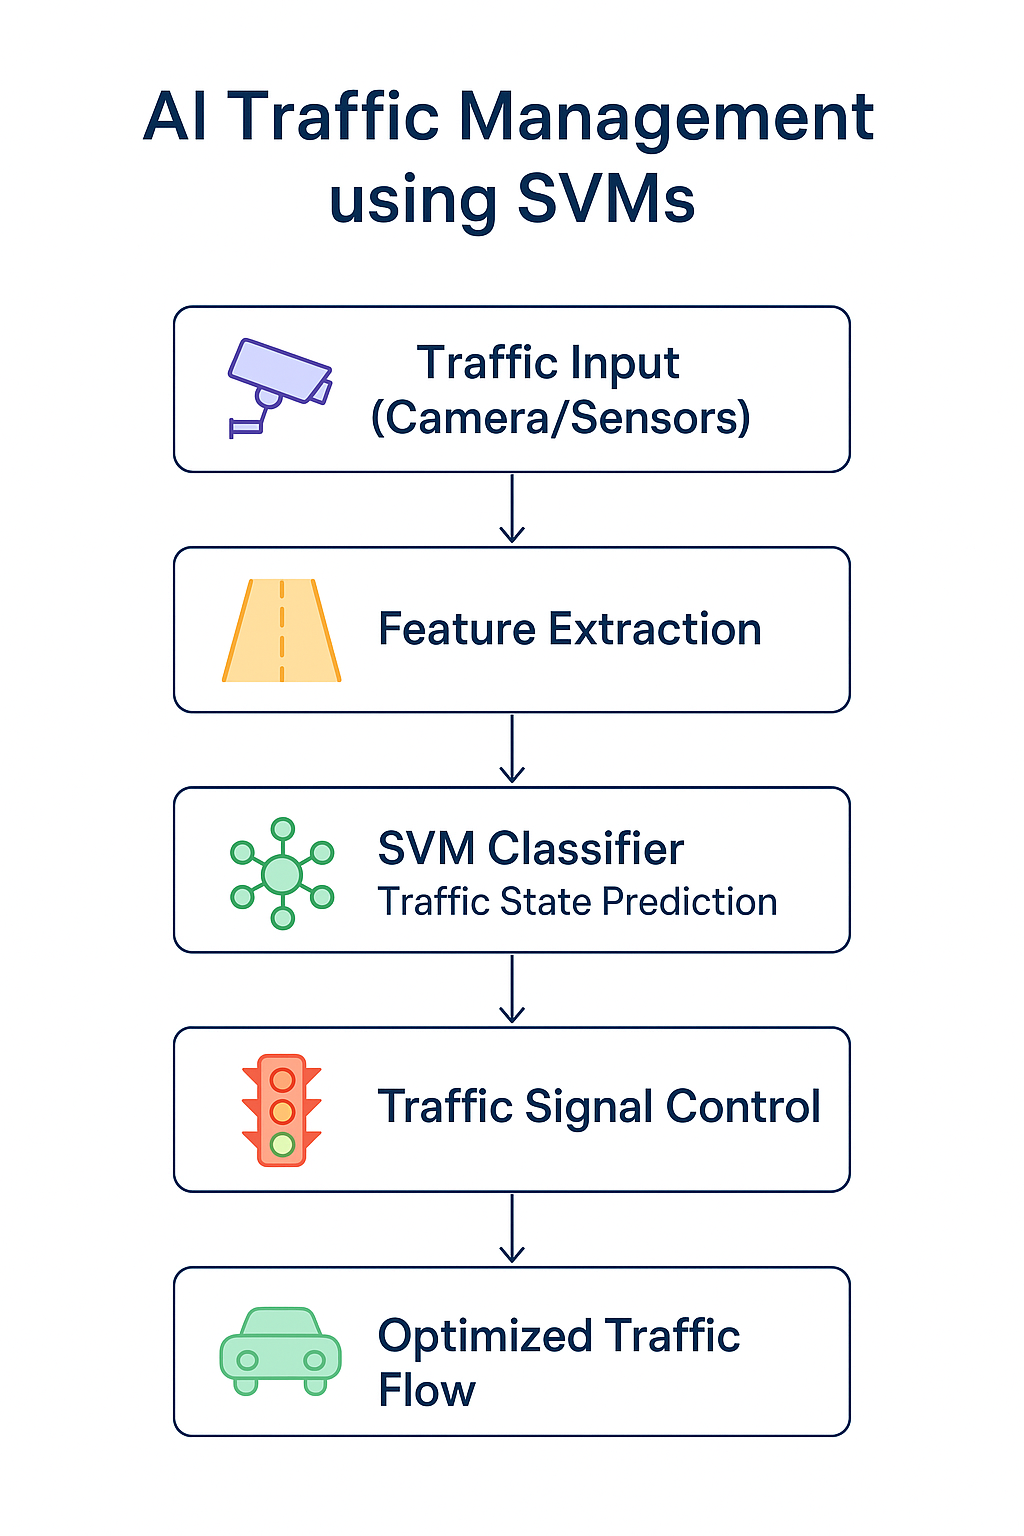 AI Traffic Management
using SVMs
Traffic Input
(Camera/Sensors)
Feature Extraction
SVM Classifier
Traffic State Prediction
Traffic Signal Control
Optimized Traffic
Flow